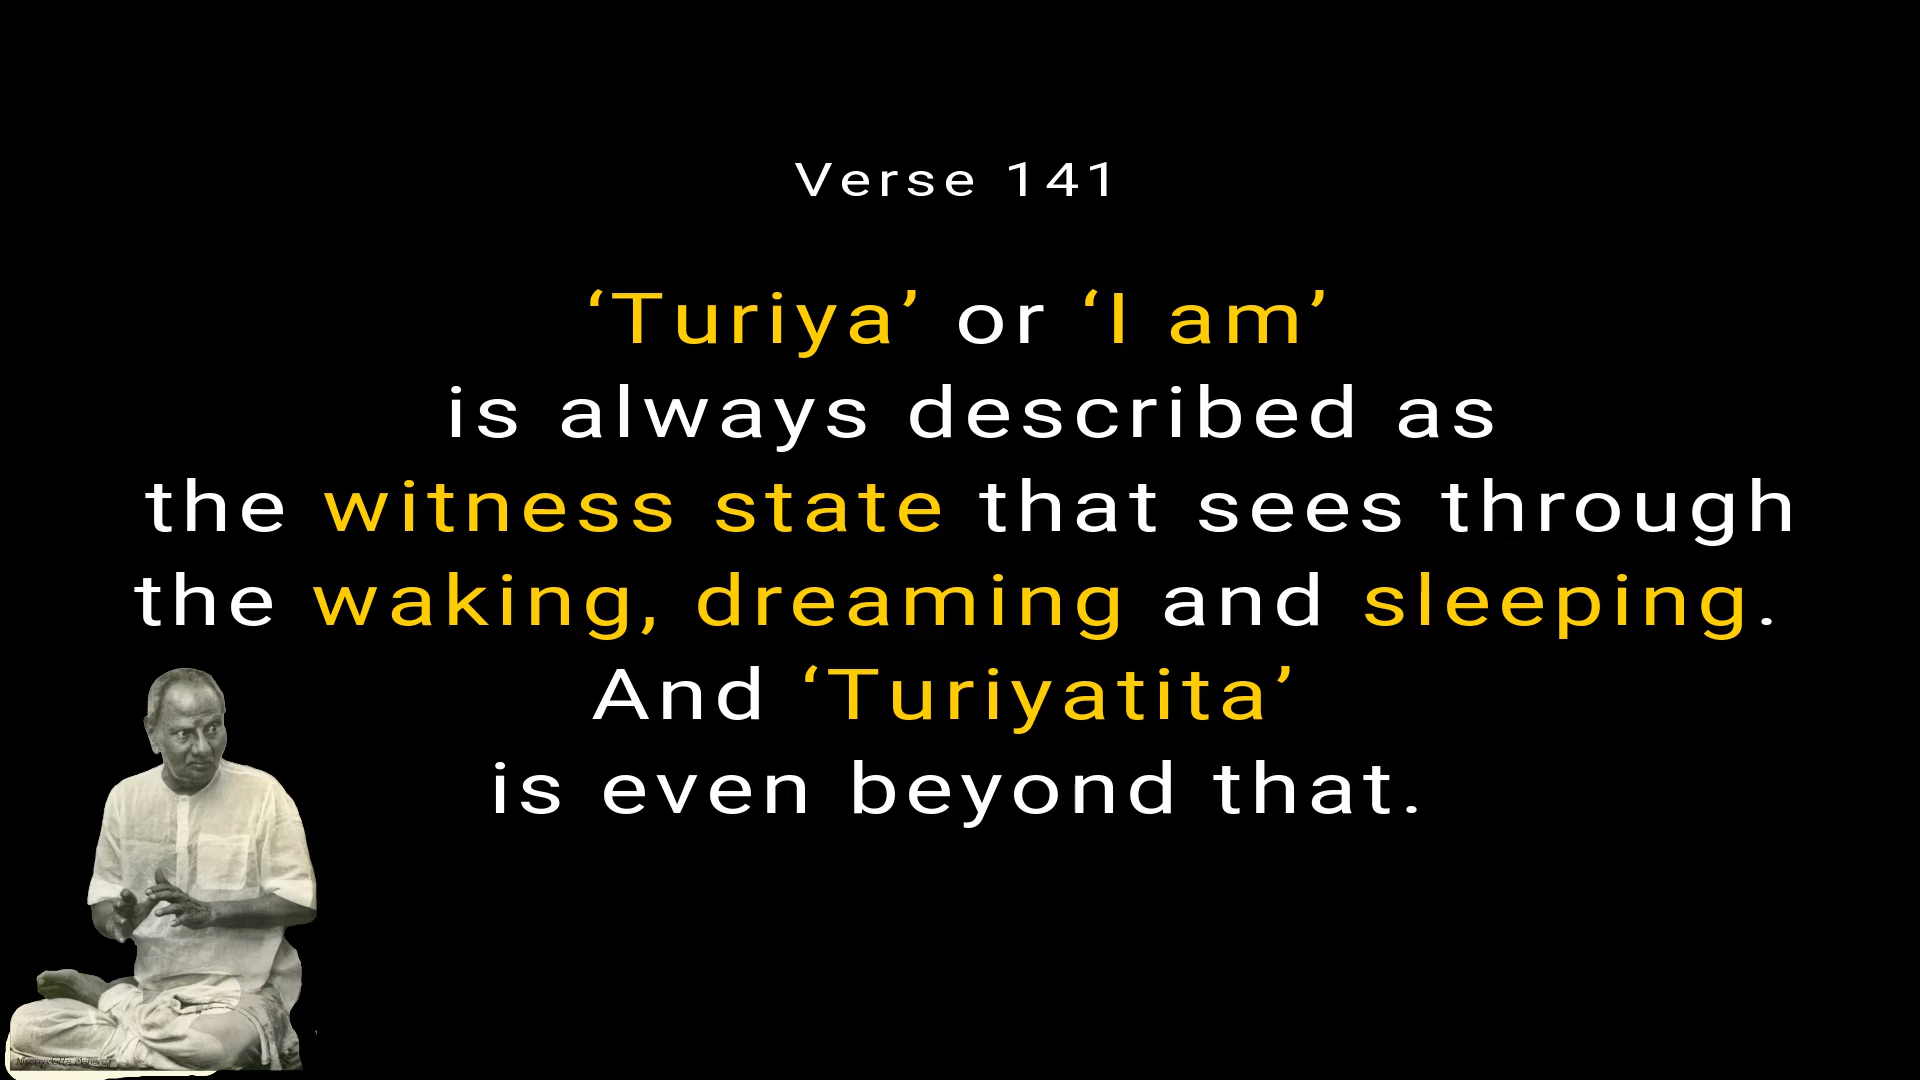 Verse 141
‘Turiya’ or ‘I am’
is always described as
the witness state that sees through
the waking, dreaming and sleeping.
And ‘Turiyatita’
is even beyond that.